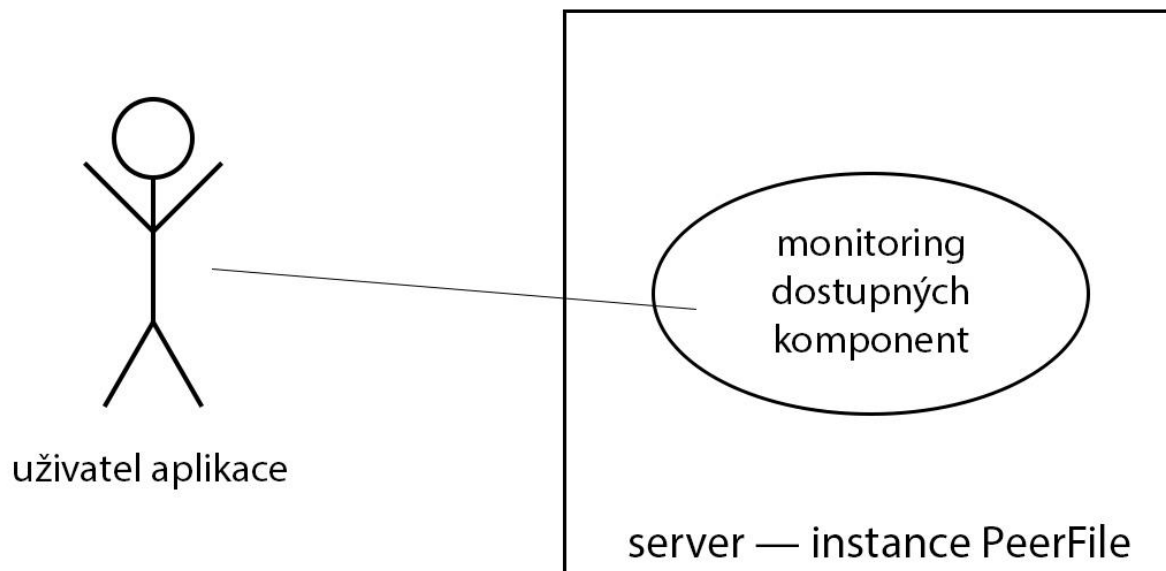 monitoring
dostupných
komponent
uživatel aplikace
server — instance PeerFile